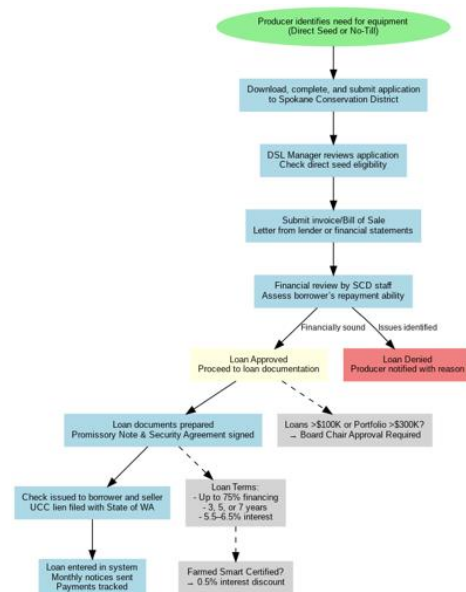 Producer identifies need for equipment
(Direct Seed or No-Till)
Download, complete, and submit application
to Spokane Conservation District
DSL Manager reviews application
Check direct seed eligibility
Submit invoice/Bill of Sale
Letter from lender or financial statements
Financial review by SCD staff
Assess borrower's repayment ability
Financially sound
Issues identified
Loan Approved
Proceed to loan documentation
Loan Denied
Producer notified with reason
Loan documents prepared
Promissory Note & Security Agreement signed
Loans >$100K or Portfolio >$300K?
→ Board Chair Approval Required
Check issued to borrower and seller
UCC lien filed with State of WA
Loan Terms:
- Up to 75% financing
- 3, 5, or 7 years
- 5.5–6.5% interest
Loan entered in system
Monthly notices sent
Payments tracked
Farmed Smart Certified?
→ 0.5% interest discount